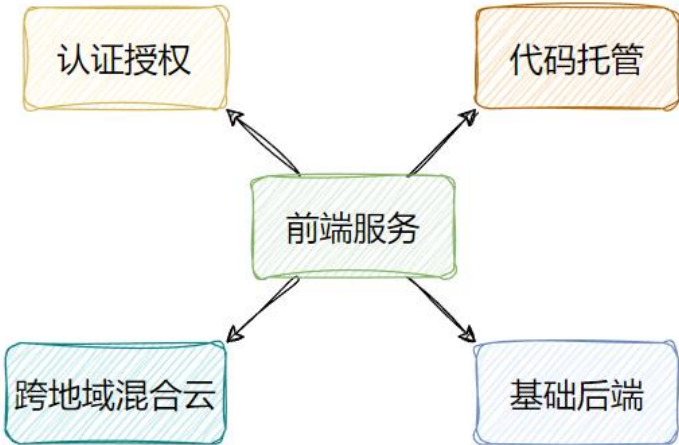 认证授权
代码托管
前端服务
跨地域混合云
基础后端